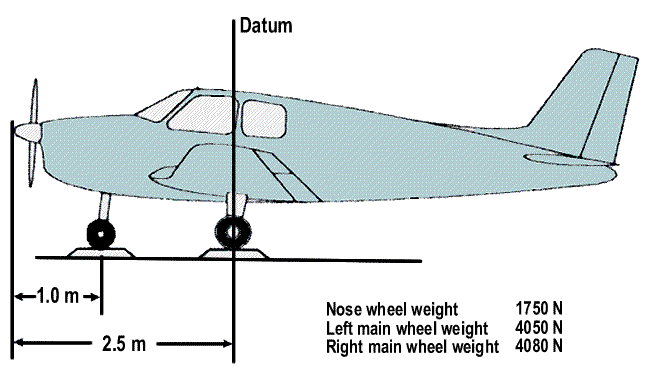 Datum
1.0 m
2.5 m
Nose wheel weight 1750 N
Left main wheel weight 4050 N
Right main wheel weight 4080 N